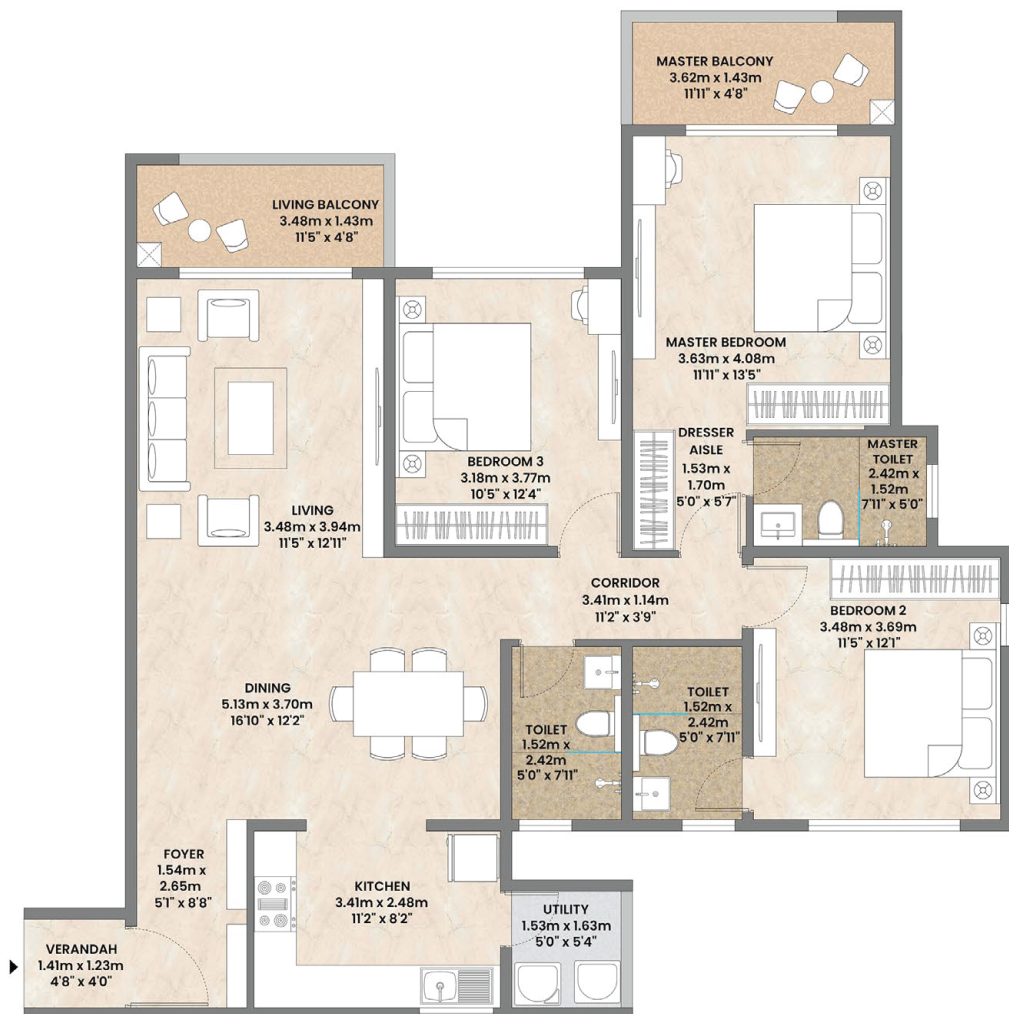 MASTER BALCONY
3.62m x 1.43m
11'11" x 4'8"
LIVING BALCONY
3.48m x 1.43m
11'5" x 4'8"
MASTER BEDROOM
3.63m x 4.08m
11'11" x 13'5"
DRESSER
AISLE
1.53m x
1.70m
5'0" x 5'7"
MASTER
TOILET
2.42m x
1.52m
7'11" x 5'0"
BEDROOM 3
3.18m x 3.77m
10'5" x 12'4"
LIVING
3.48m x 3.94m
11'5" x 12'11"
CORRIDOR
3.41m x 1.14m
11'2" x 3'9"
BEDROOM 2
3.48m x 3.69m
11'5" x 12'1"
DINING
5.13m x 3.70m
16'10" x 12'2"
TOILET
1.52m x
2.42m
5'0" x 7'11"
TOILET
1.52m x
2.42m
5'0" x 7'11"
FOYER
1.54m x
2.65m
5'1" x 8'8"
KITCHEN
3.41m x 2.48m
11'2" x 8'2"
UTILITY
1.53m x 1.63m
5'0" x 5'4"
VERANDAH
1.41m x 1.23m
4'8" x 4'0"